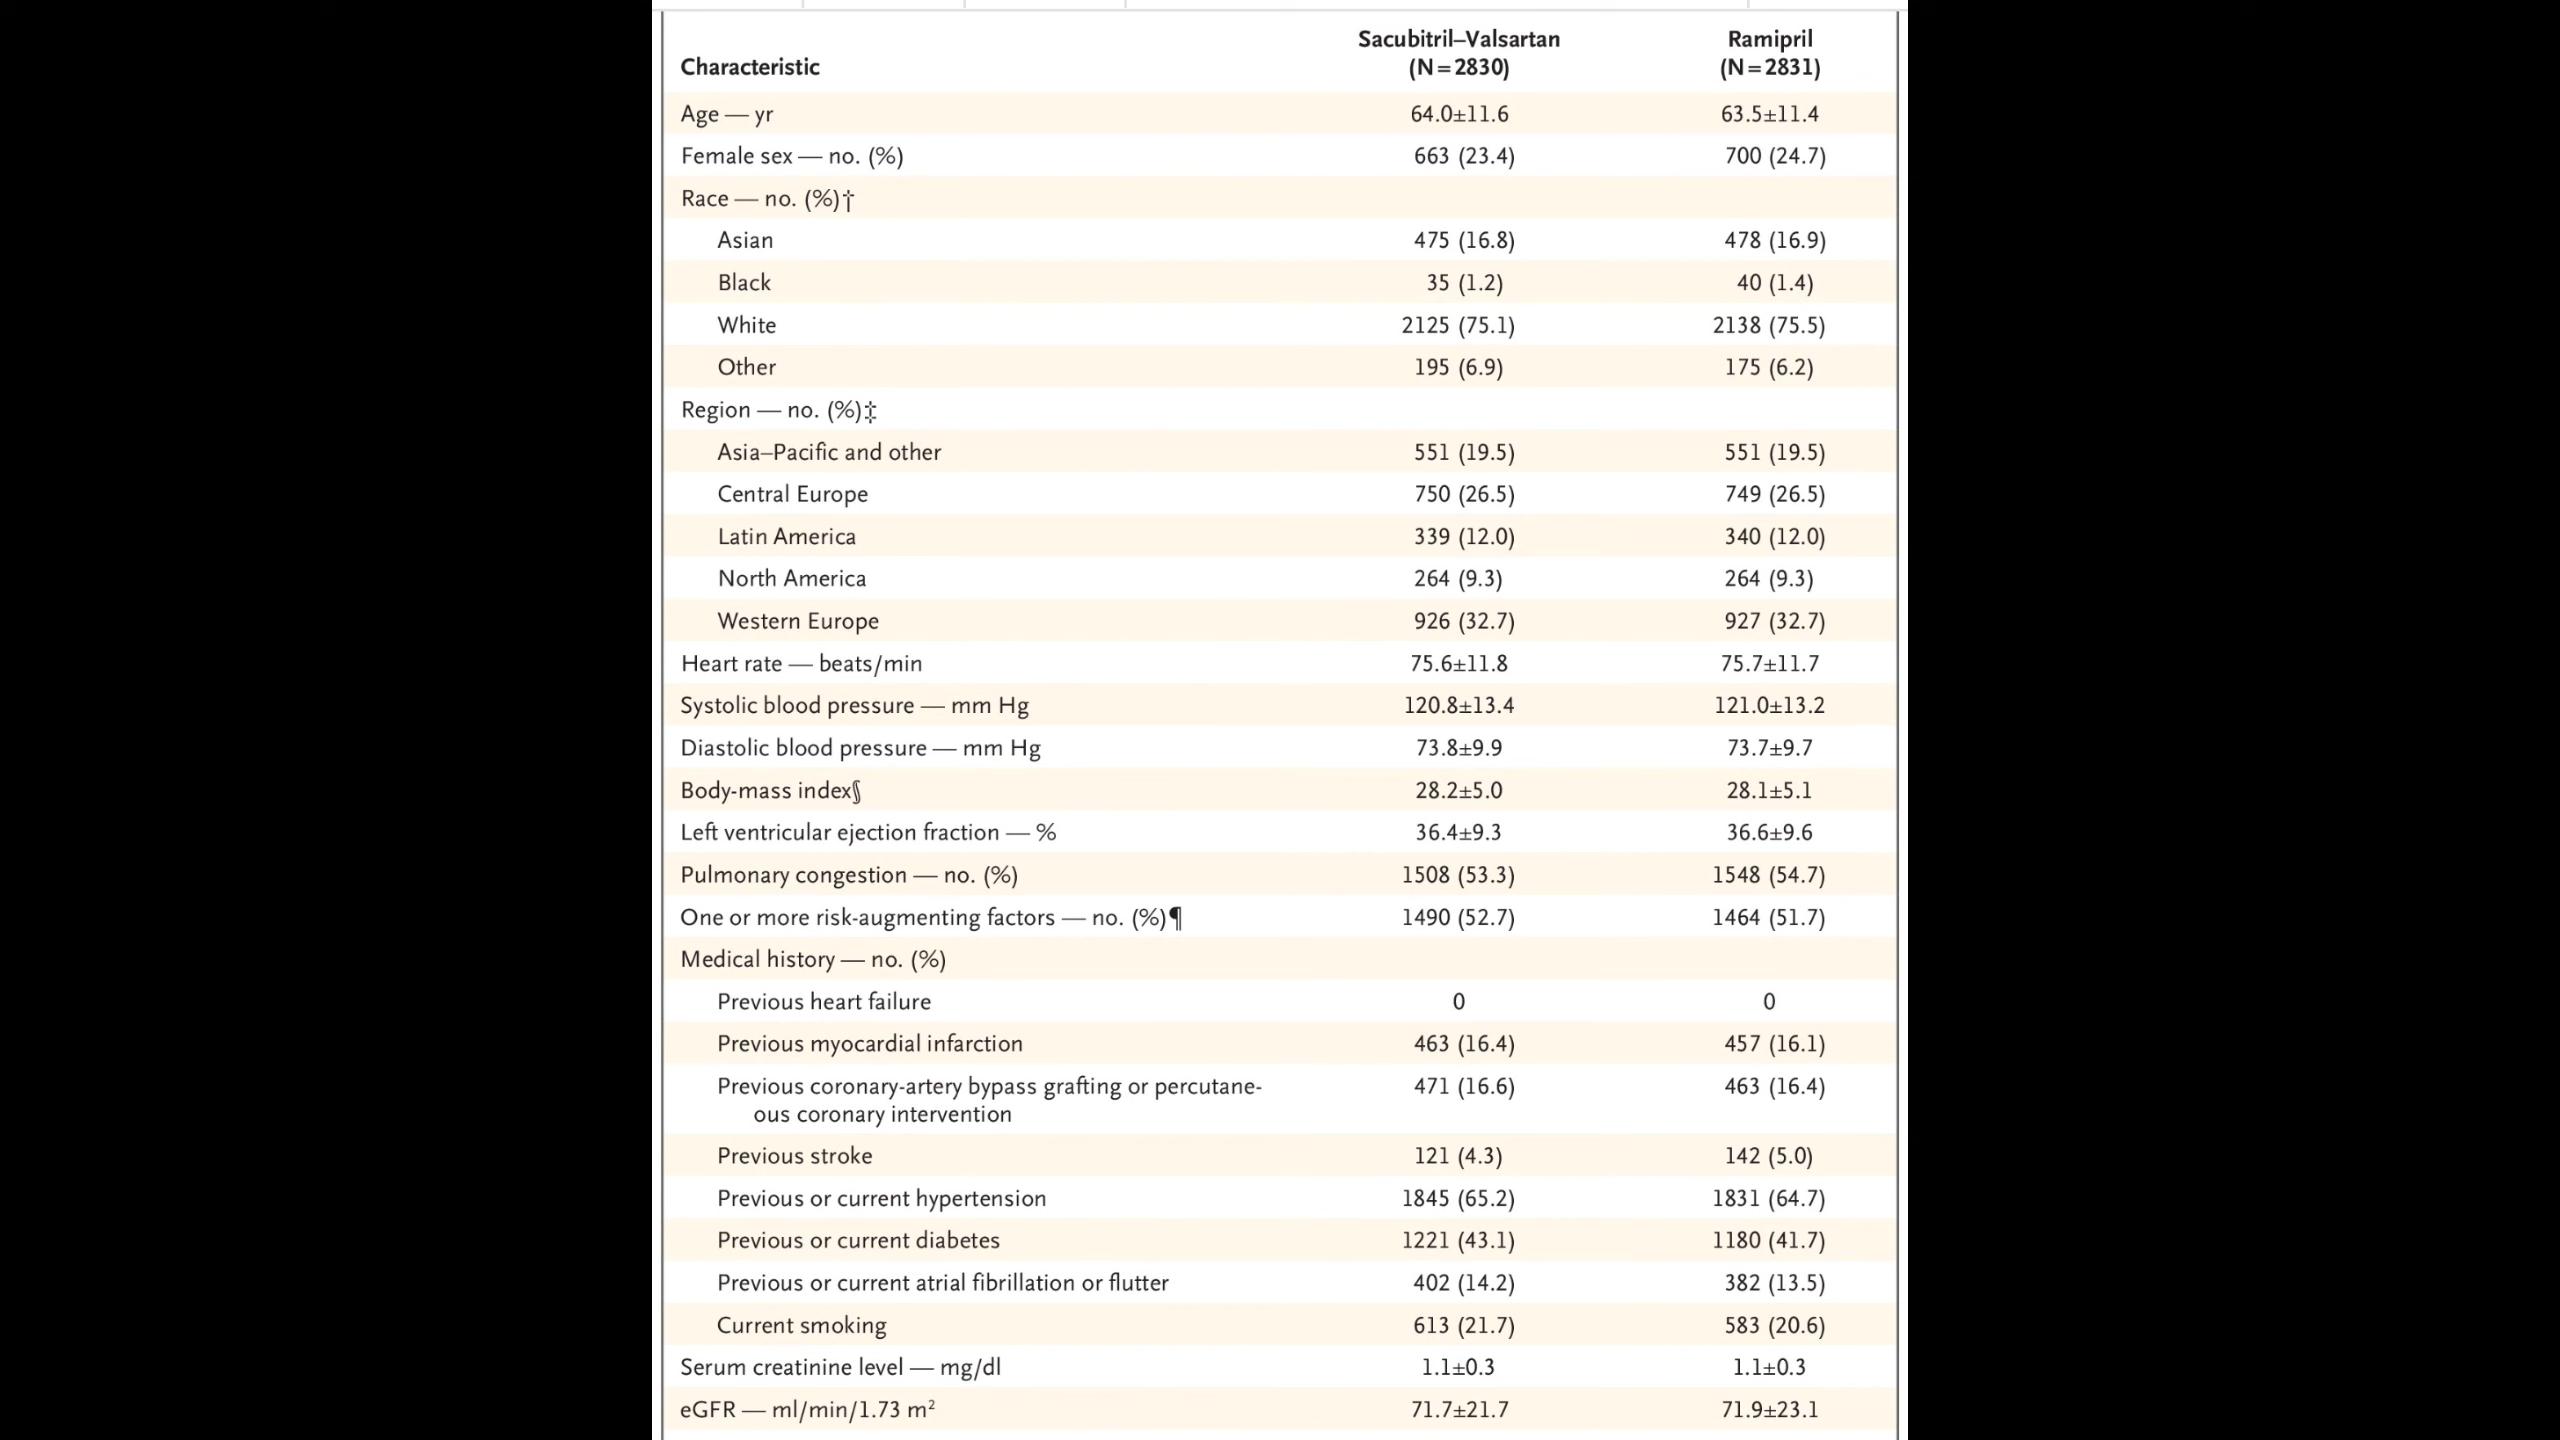 Sacubitril–Valsartan Ramipril
Characteristic (N=2830) (N=2831)
Age — yr 64.0±11.6 63.5±11.4
Female sex — no. (%) 663 (23.4) 700 (24.7)
Race — no. (%)†
Asian 475 (16.8) 478 (16.9)
Black 35 (1.2) 40 (1.4)
White 2125 (75.1) 2138 (75.5)
Other 195 (6.9) 175 (6.2)
Region — no. (%)‡
Asia–Pacific and other 551 (19.5) 551 (19.5)
Central Europe 750 (26.5) 749 (26.5)
Latin America 339 (12.0) 340 (12.0)
North America 264 (9.3) 264 (9.3)
Western Europe 926 (32.7) 927 (32.7)
Heart rate — beats/min 75.6±11.8 75.7±11.7
Systolic blood pressure — mm Hg 120.8±13.4 121.0±13.2
Diastolic blood pressure — mm Hg 73.8±9.9 73.7±9.7
Body-mass index§ 28.2±5.0 28.1±5.1
Left ventricular ejection fraction — % 36.4±9.3 36.6±9.6
Pulmonary congestion — no. (%) 1508 (53.3) 1548 (54.7)
One or more risk-augmenting factors — no. (%)¶ 1490 (52.7) 1464 (51.7)
Medical history — no. (%)
Previous heart failure 0 0
Previous myocardial infarction 463 (16.4) 457 (16.1)
Previous coronary-artery bypass grafting or percutane- 471 (16.6) 463 (16.4)
ous coronary intervention
Previous stroke 121 (4.3) 142 (5.0)
Previous or current hypertension 1845 (65.2) 1831 (64.7)
Previous or current diabetes 1221 (43.1) 1180 (41.7)
Previous or current atrial fibrillation or flutter 402 (14.2) 382 (13.5)
Current smoking 613 (21.7) 583 (20.6)
Serum creatinine level — mg/dl 1.1±0.3 1.1±0.3
eGFR — ml/min/1.73 m² 71.7±21.7 71.9±23.1